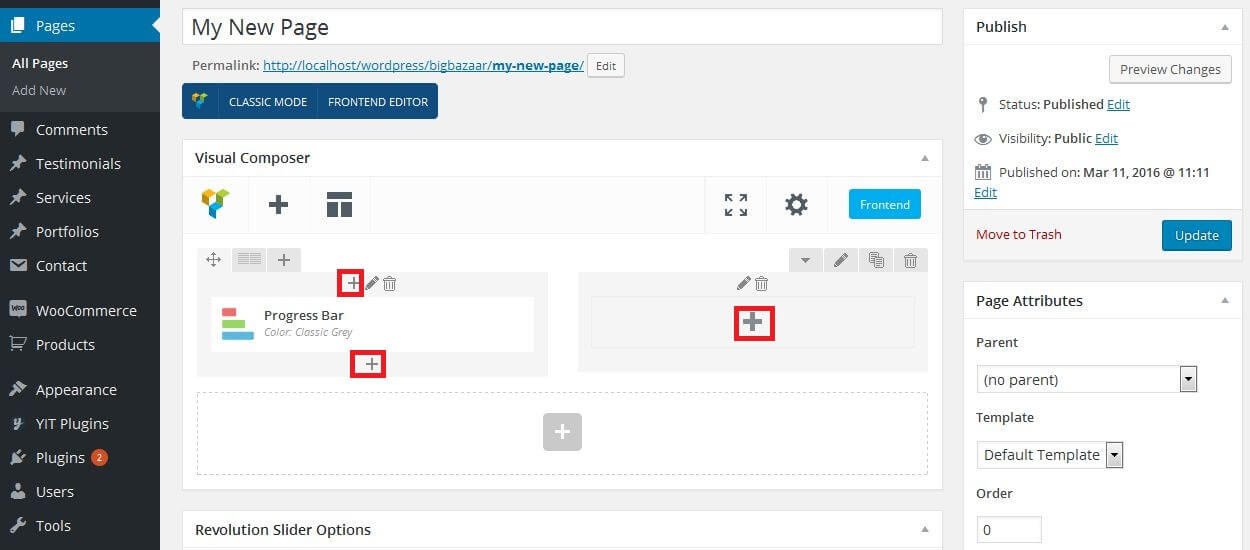 Pages
All Pages
Add New
Comments
Testimonials
Services
Portfolios
Contact
WOO
WooCommerce
Products
Appearance
YIT Plugins
Plugins 2
Users
Tools
My New Page
Permalink: http://localhost/wordpress/bigbazaar/my-new-page/ Edit
CLASSIC MODE FRONTEND EDITOR
Visual Composer
Frontend
Progress Bar
Color: Classic Grey
Revolution Slider Options
Publish
Preview Changes
Status: Published Edit
Visibility: Public Edit
Published on: Mar 11, 2016 @ 11:11
Edit
Move to Trash Update
Page Attributes
Parent
(no parent)
Template
Default Template
Order
0